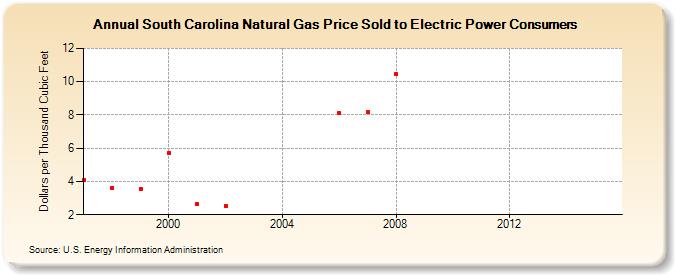 Annual South Carolina Natural Gas Price Sold to Electric Power Consumers
Dollars per Thousand Cubic Feet
12
10
8
6
4
2
2000 2004 2008 2012
Source: U.S. Energy Information Administration